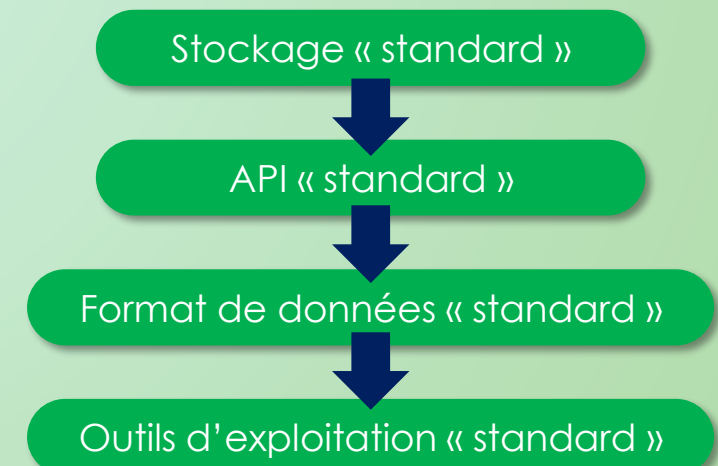 Stockage « standard »
API « standard »
Format de données « standard »
Outils d’exploitation « standard »